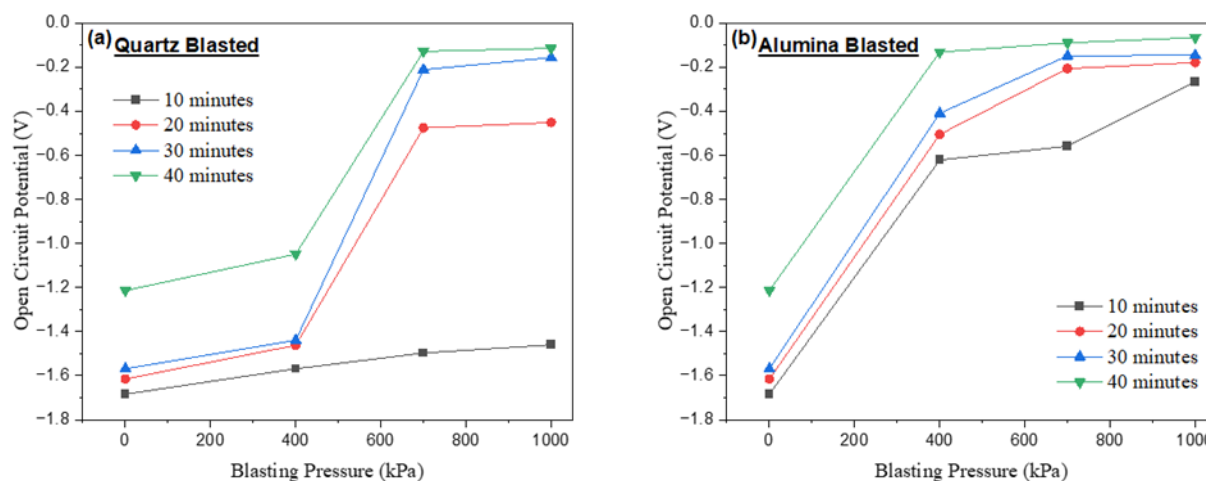 (a) Quartz Blasted
0.0
−0.2
−0.4
−0.6
−0.8
−1.0
−1.2
−1.4
−1.6
−1.8
Open Circuit Potential (V)
10 minutes
20 minutes
30 minutes
40 minutes
0 200 400 600 800 1000
Blasting Pressure (kPa)
(b) Alumina Blasted
0.0
−0.2
−0.4
−0.6
−0.8
−1.0
−1.2
−1.4
−1.6
−1.8
Open Circuit Potential (V)
10 minutes
20 minutes
30 minutes
40 minutes
0 200 400 600 800 1000
Blasting Pressure (kPa)